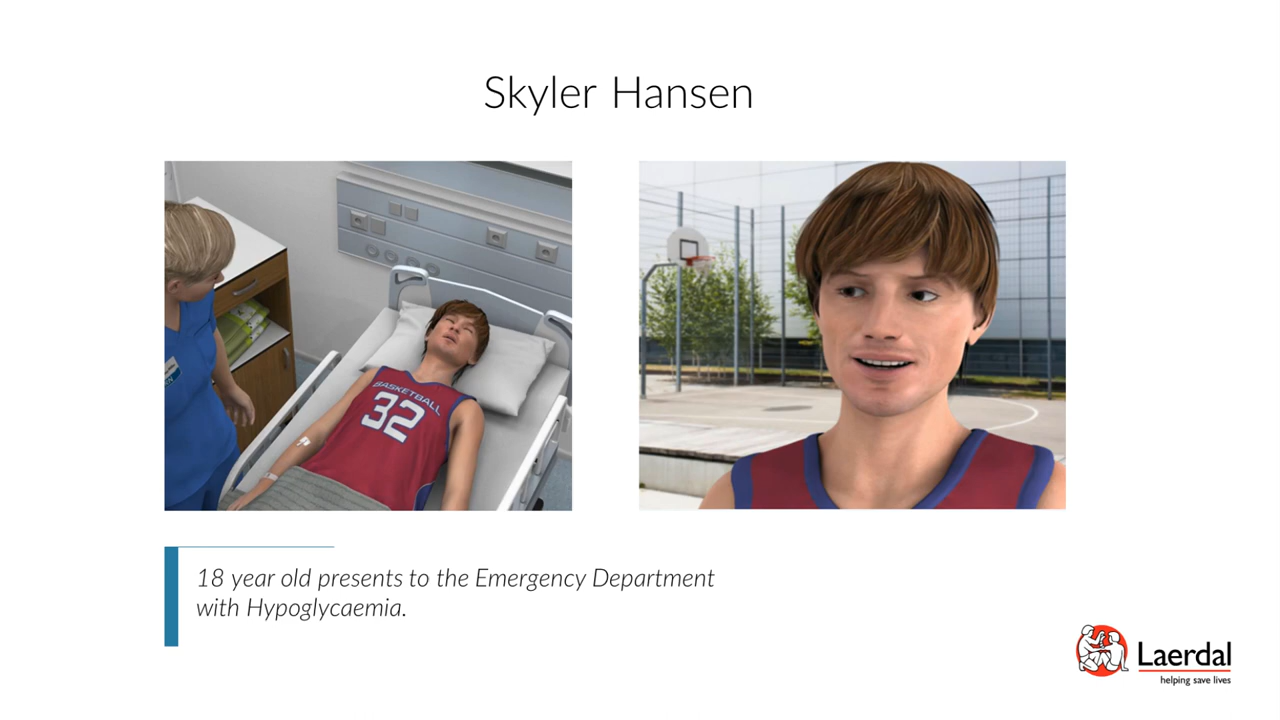 Skyler Hansen
BASKETBALL
32
18 year old presents to the Emergency Department
with Hypoglycaemia.
Laerdal
helping save lives